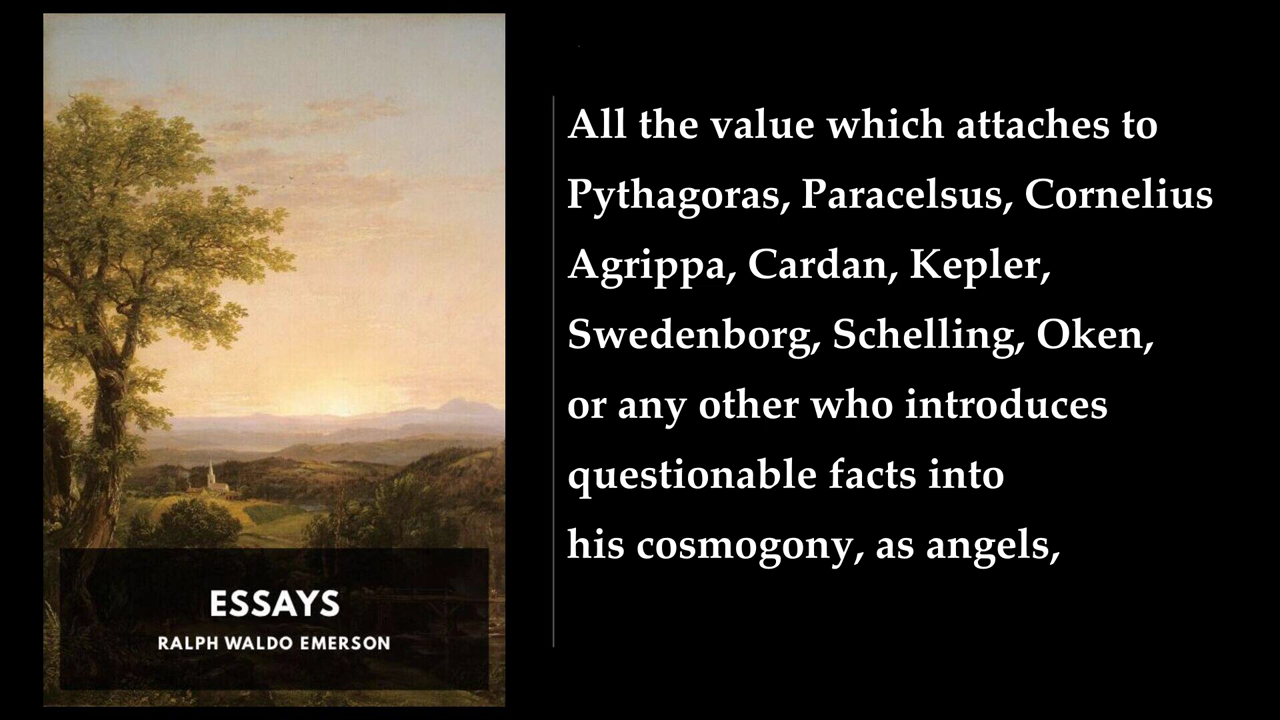 ESSAYS
RALPH WALDO EMERSON
All the value which attaches to
Pythagoras, Paracelsus, Cornelius
Agrippa, Cardan, Kepler,
Swedenborg, Schelling, Oken,
or any other who introduces
questionable facts into
his cosmogony, as angels,